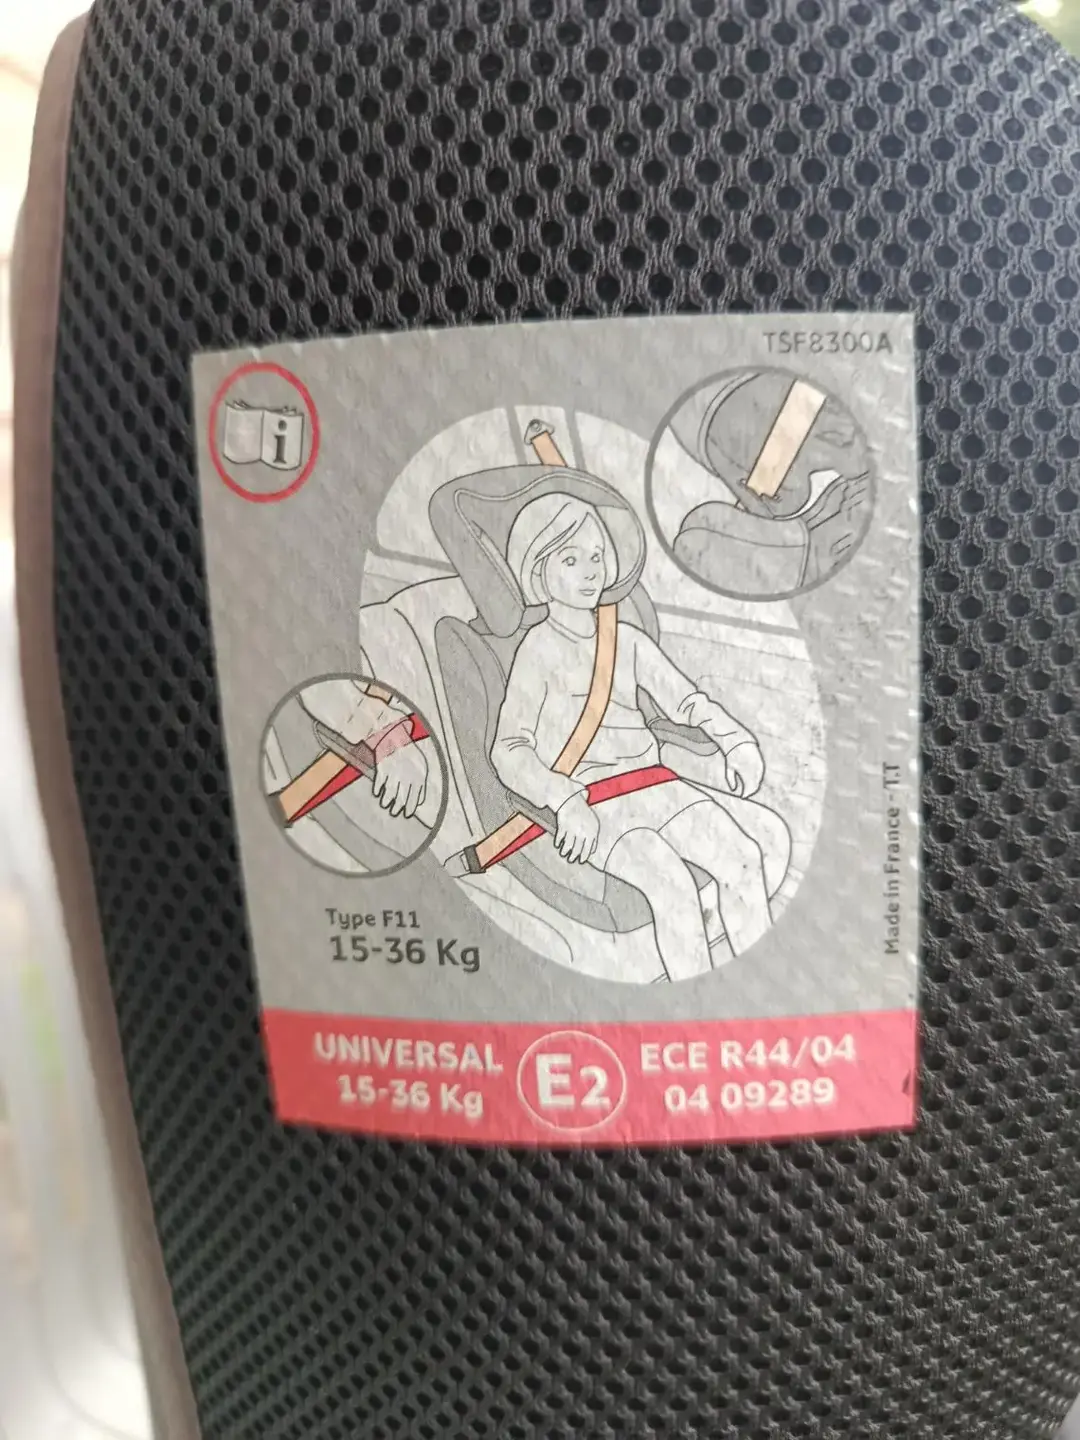 TSF8300A
i
Type F11
15-36 Kg
Made in France - T.T
UNIVERSAL
15-36 Kg
E2
ECE R44/04
04 09289